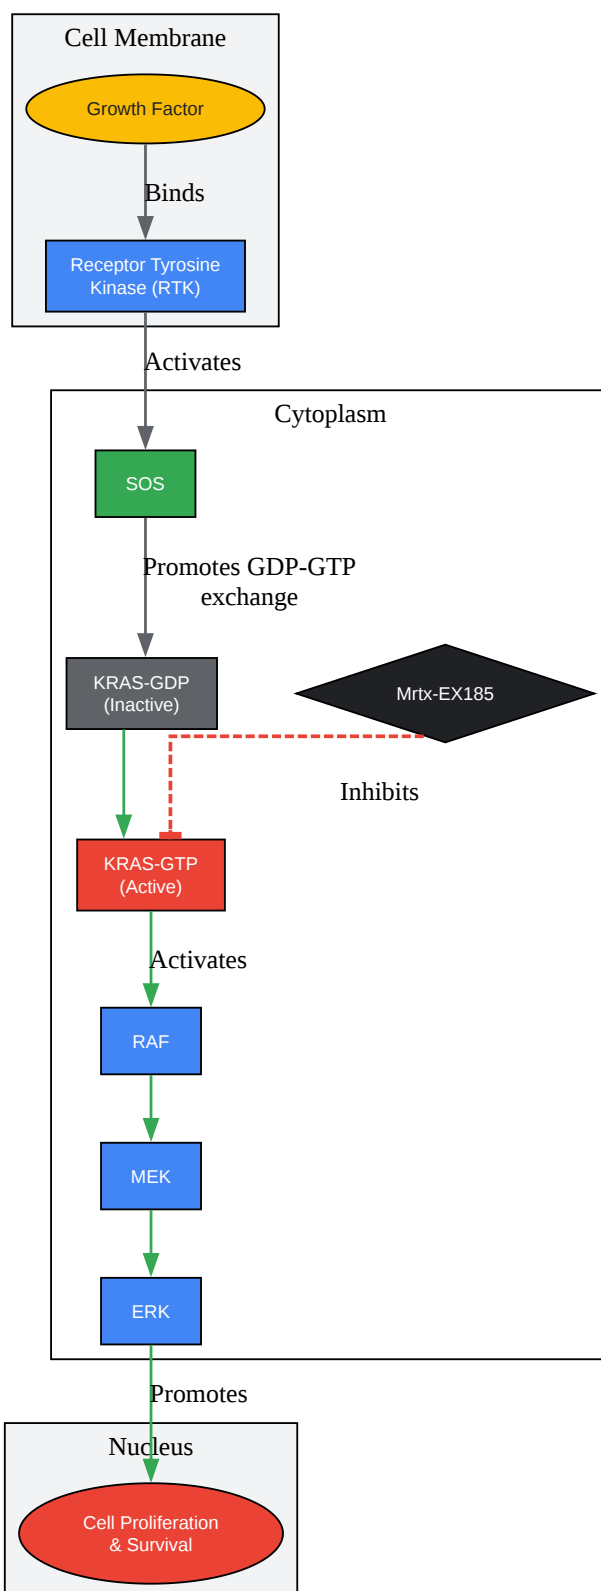 Cell Membrane
Growth Factor
Binds
Receptor Tyrosine
Kinase (RTK)
Activates
Cytoplasm
SOS
Promotes GDP-GTP
exchange
KRAS-GDP
(Inactive)
Mrtx-EX185
Inhibits
KRAS-GTP
(Active)
Activates
RAF
MEK
ERK
Promotes
Nucleus
Cell Proliferation
& Survival